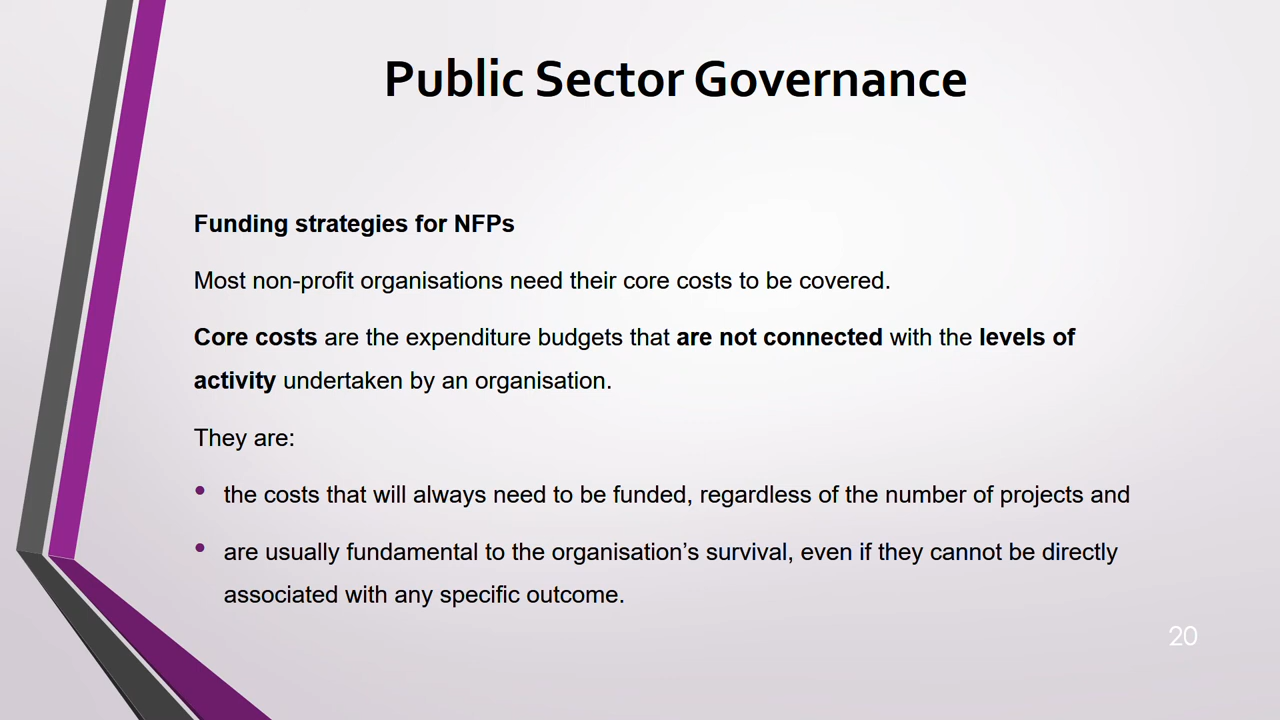 Public Sector Governance
Funding strategies for NFPs
Most non-profit organisations need their core costs to be covered.
Core costs are the expenditure budgets that are not connected with the levels of
activity undertaken by an organisation.
They are:
• the costs that will always need to be funded, regardless of the number of projects and
• are usually fundamental to the organisation’s survival, even if they cannot be directly
associated with any specific outcome.
20